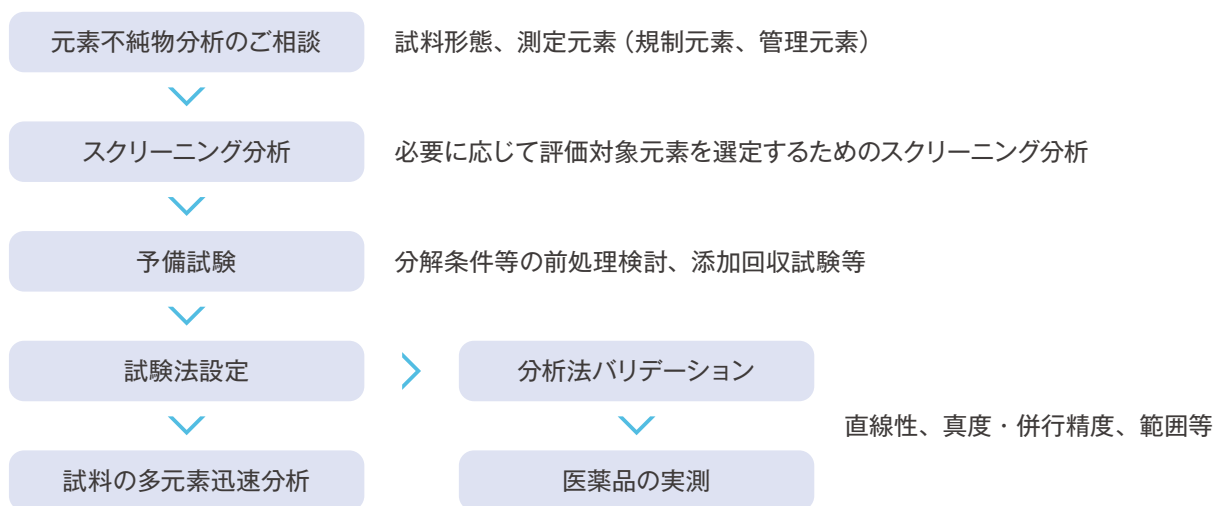 元素不純物分析のご相談
試料形態、測定元素（規制元素、管理元素）
スクリーニング分析
必要に応じて評価対象元素を選定するためのスクリーニング分析
予備試験
分解条件等の前処理検討、添加回収試験等
試験法設定
分析法バリデーション
直線性、真度・併行精度、範囲等
試料の多元素迅速分析
医薬品の実測